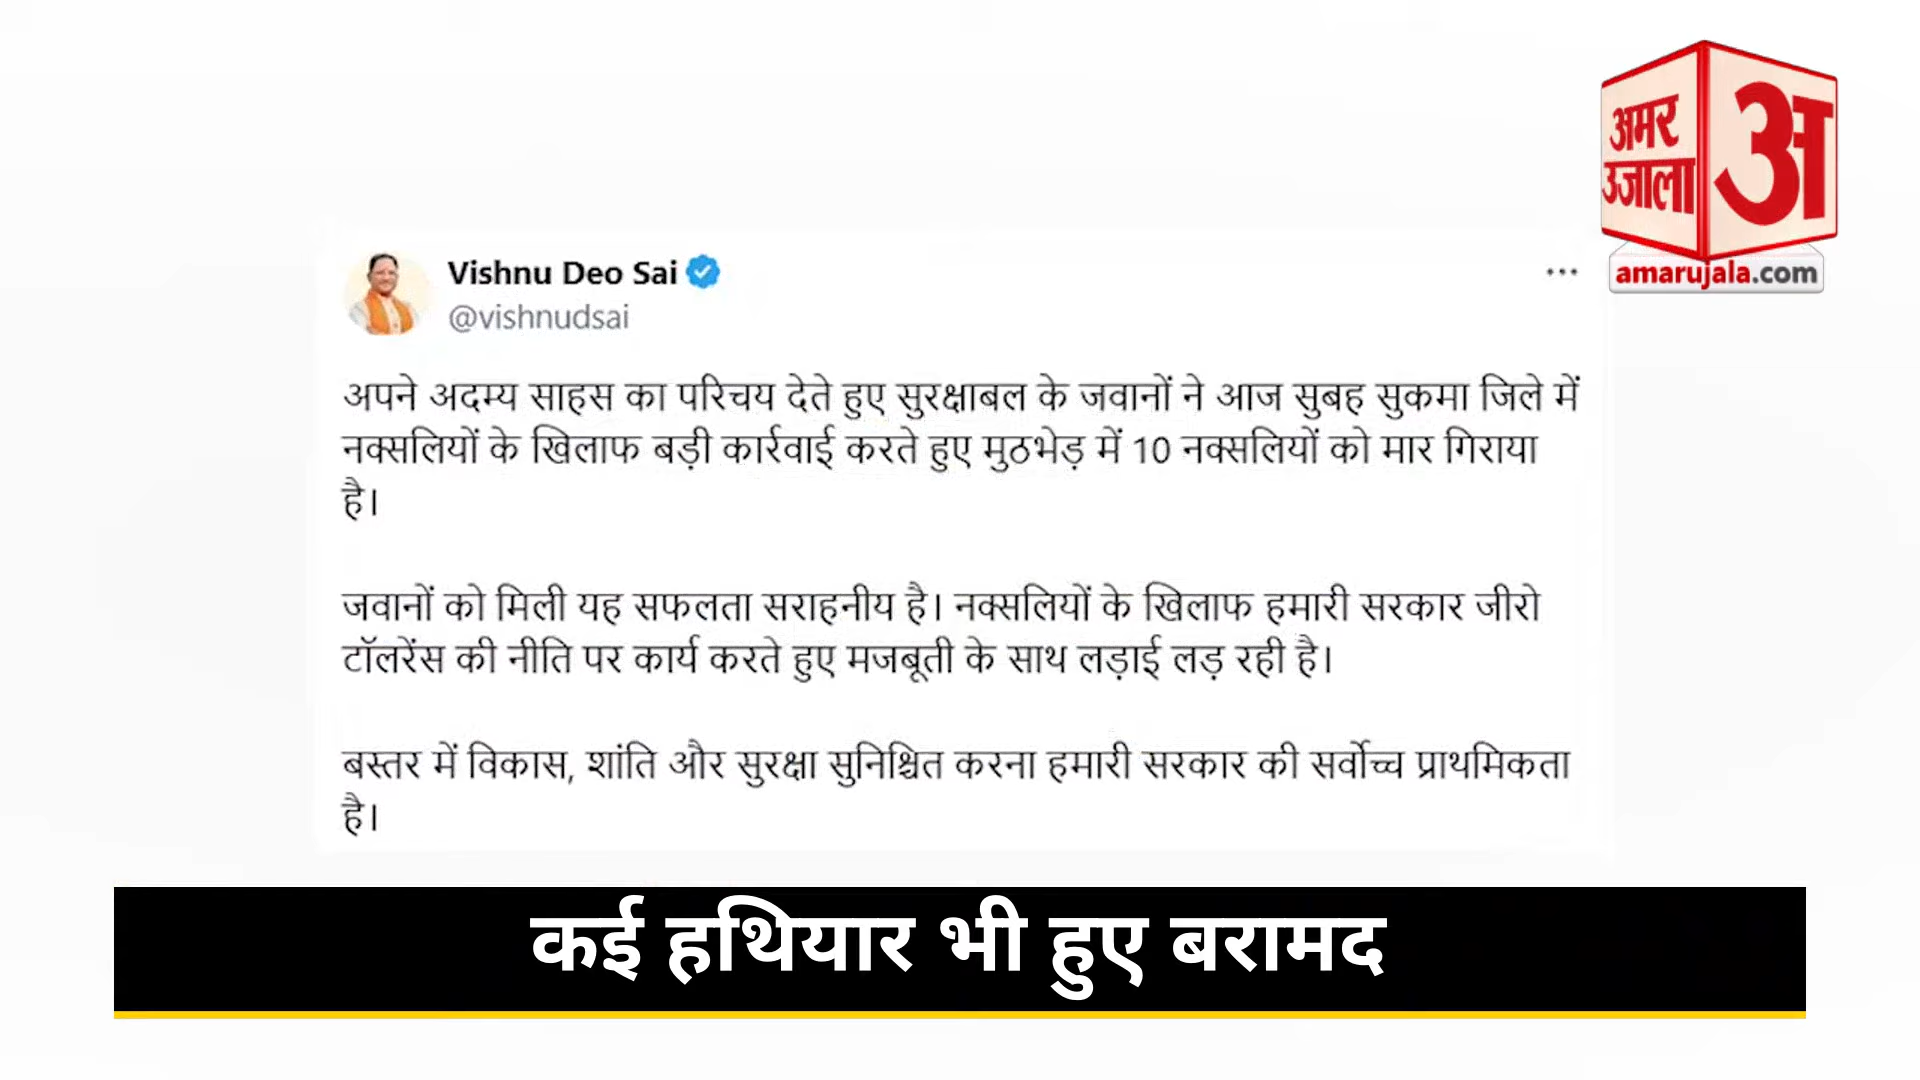 अमर
उजाला
अ
amarujala.com
Vishnu Deo Sai
@vishnudsai
अपने अदम्य साहस का परिचय देते हुए सुरक्षाबल के जवानों ने आज सुबह सुकमा जिले में
नक्सलियों के खिलाफ बड़ी कार्रवाई करते हुए मुठभेड़ में 10 नक्सलियों को मार गिराया
है।
जवानों को मिली यह सफलता सराहनीय है। नक्सलियों के खिलाफ हमारी सरकार जीरो
टॉलरेंस की नीति पर कार्य करते हुए मजबूती के साथ लड़ाई लड़ रही है।
बस्तर में विकास, शांति और सुरक्षा सुनिश्चित करना हमारी सरकार की सर्वोच्च प्राथमिकता
है।
कई हथियार भी हुए बरामद